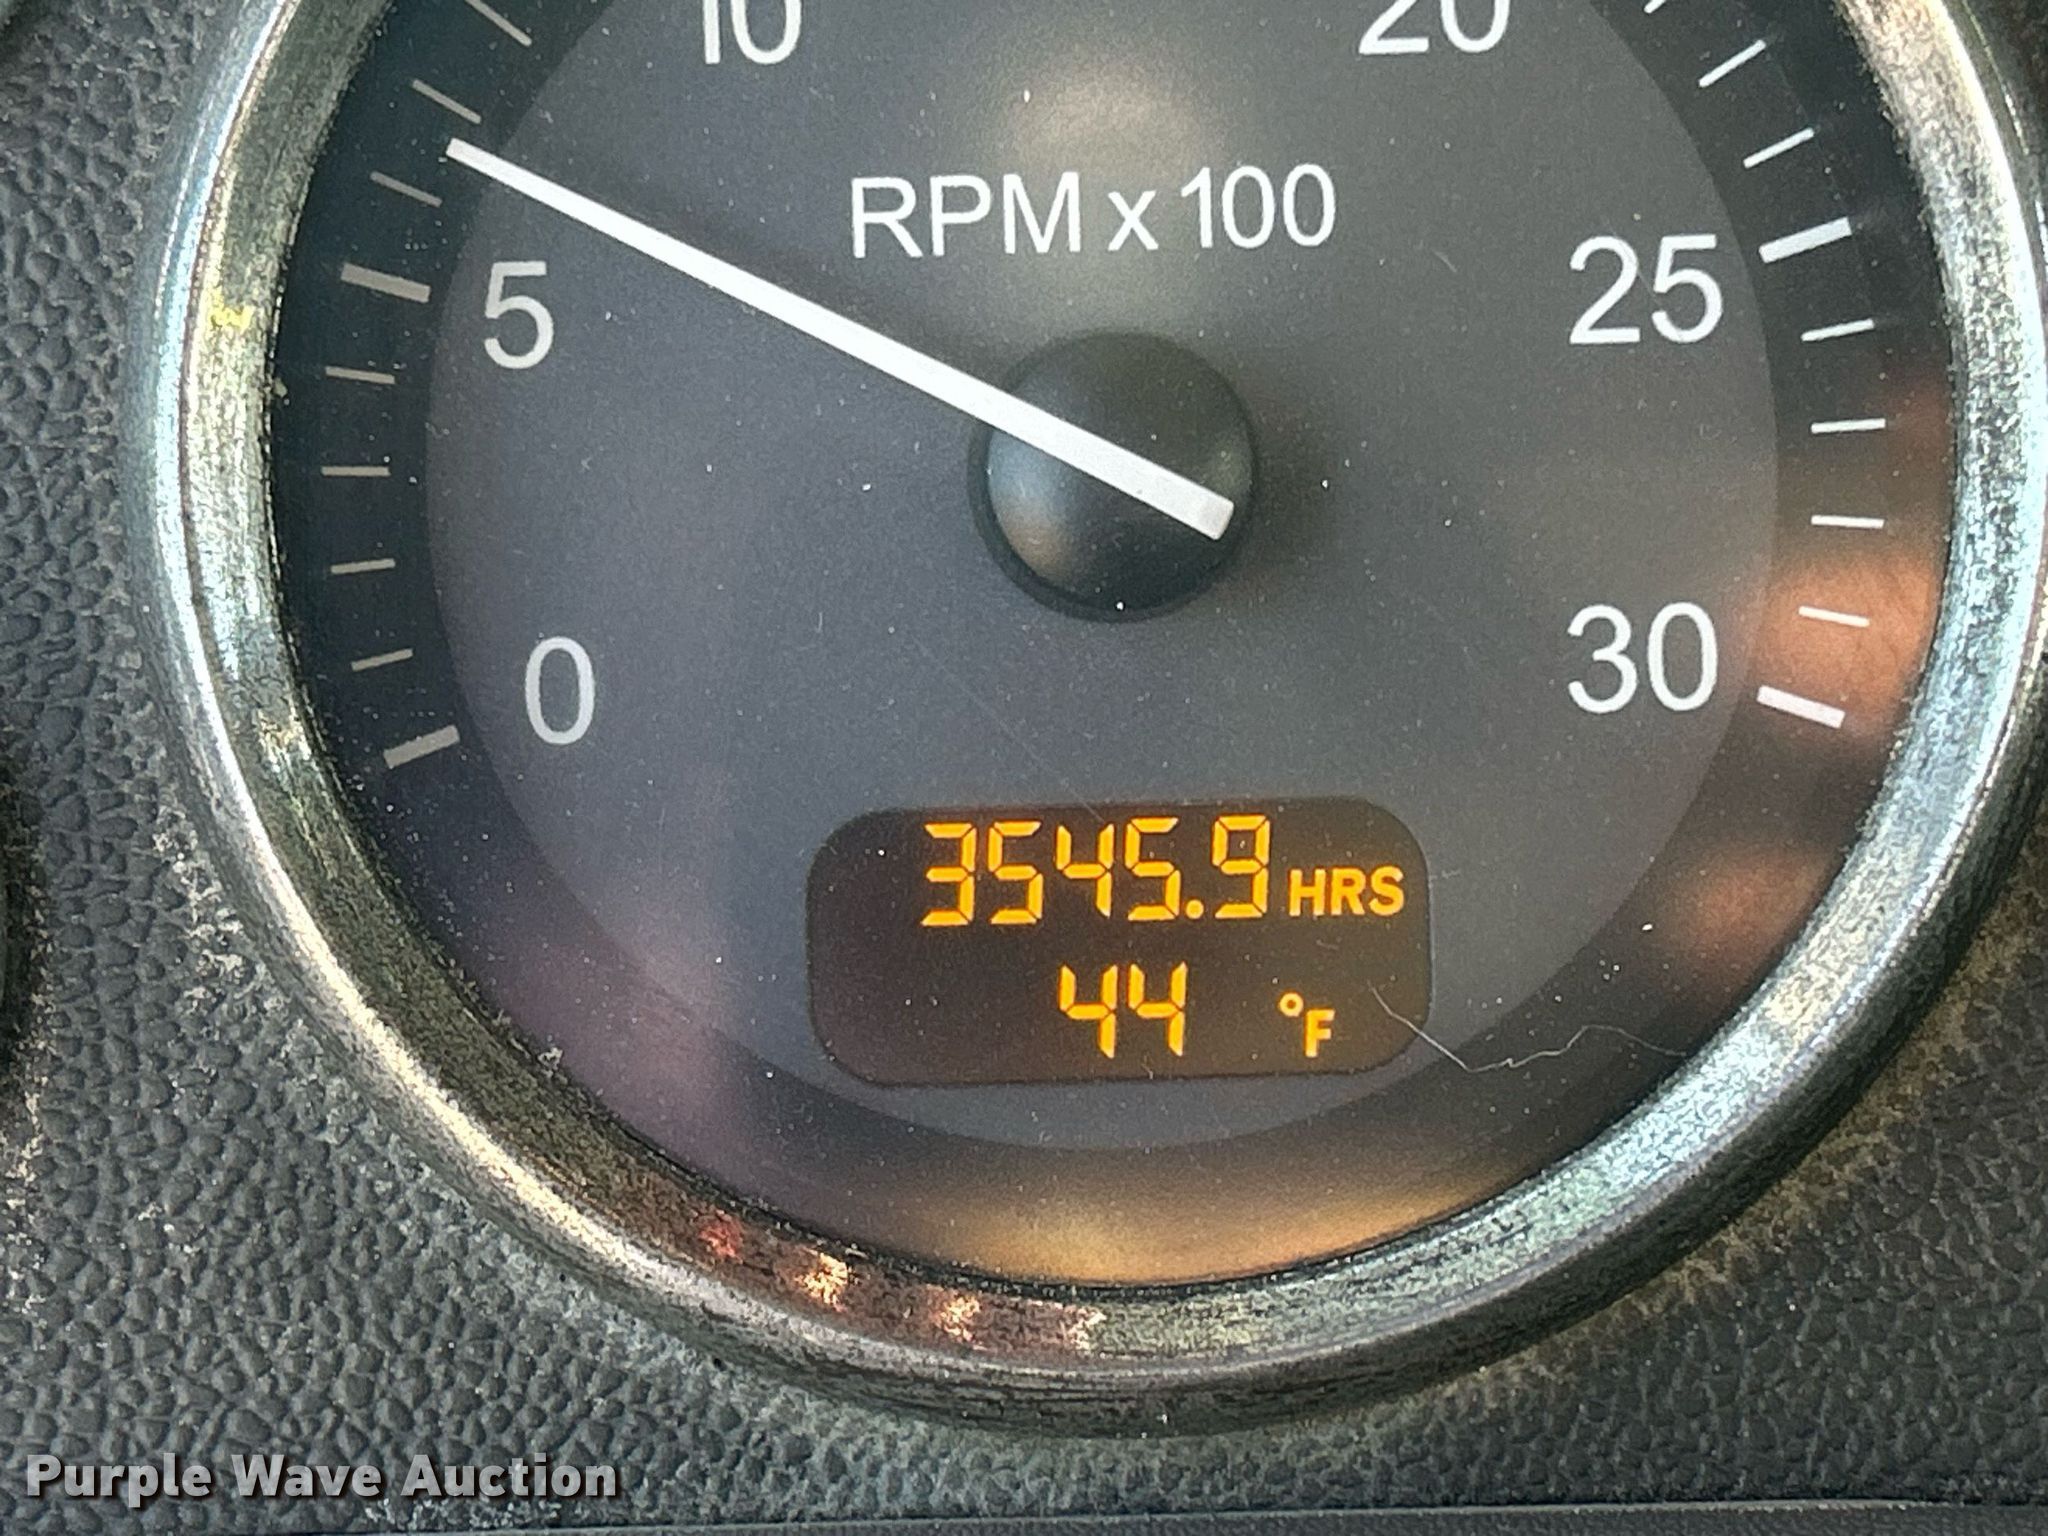 10 20
RPM x 100
5 25
0 30
3545.9 HRS
44 °F
Purple Wave Auction